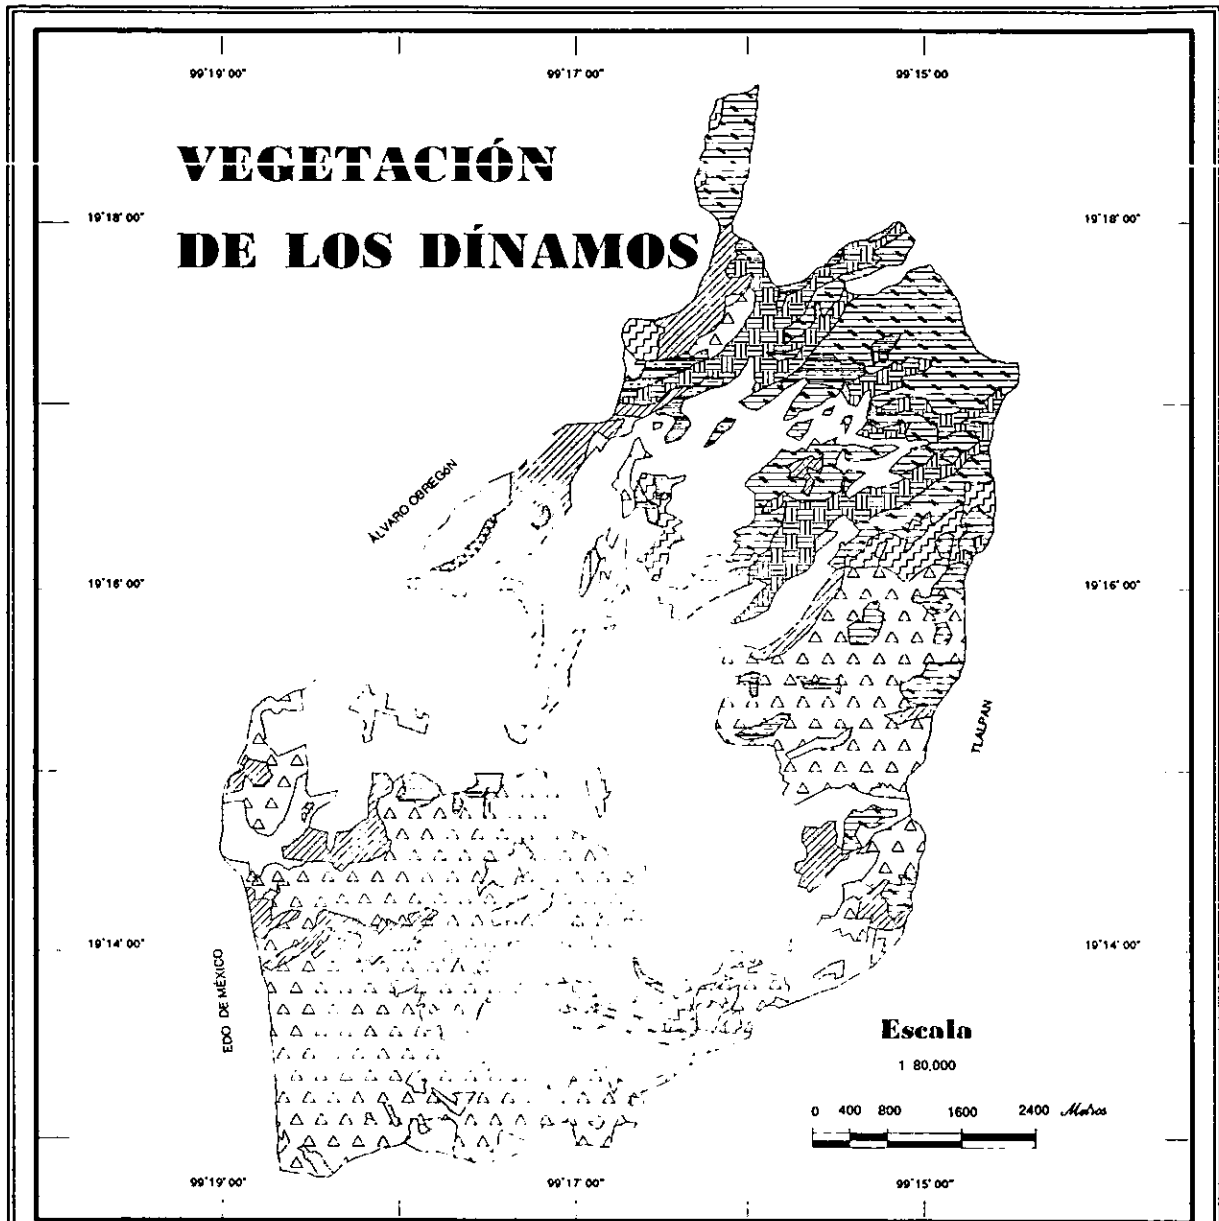 99°19' 00" 99°17' 00" 99°15' 00
VEGETACIÓN
DE LOS DÍNAMOS
19°18' 00" 19°18' 00"
ÁLVARO OBREGóN
19°16' 00" 19°16' 00"
TLALPAN
19°14' 00" 19°14' 00"
EDO DE MÉXICO
Escala
1 80,000
0 400 800 1600 2400 Metros
99°19' 00" 99°17' 00" 99°15' 00"